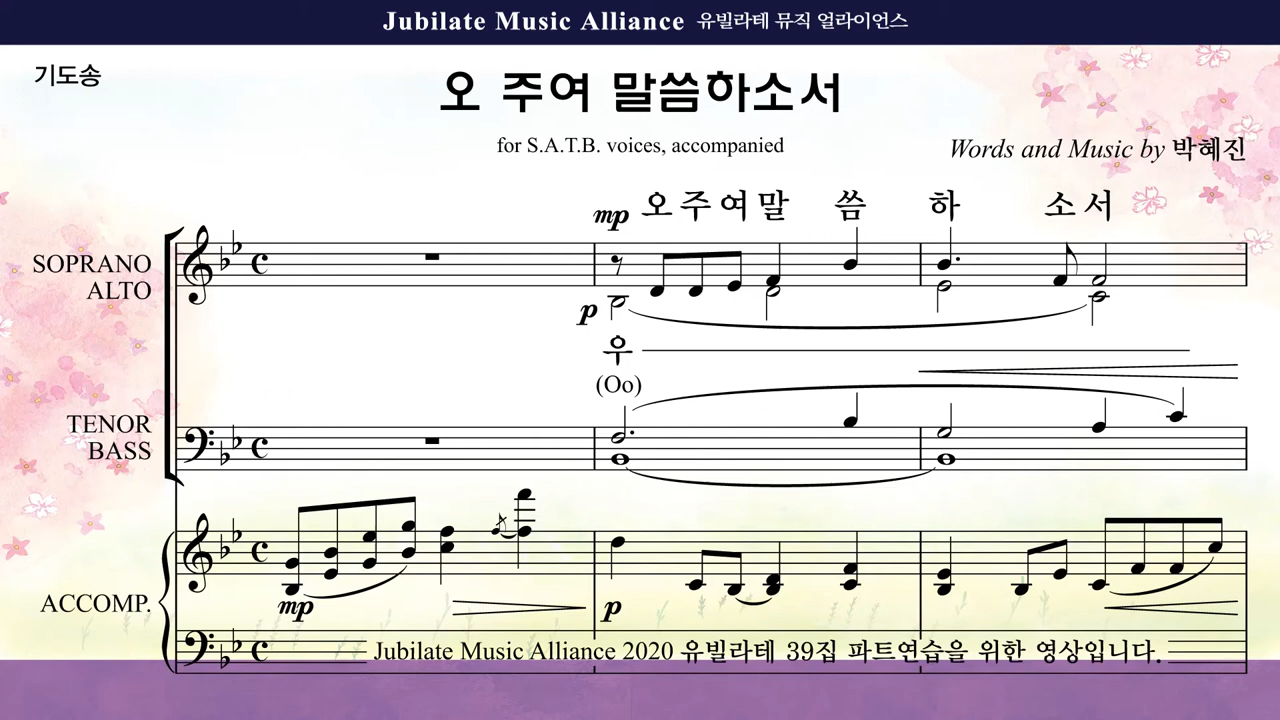 Jubilate Music Alliance 유빌라테 뮤직 얼라이언스
기도송
오 주여 말씀하소서
for S.A.T.B. voices, accompanied
Words and Music by 박혜진
mp 오 주 여 말 씀 하 소 서
SOPRANO
ALTO
p
우
(Oo)
TENOR
BASS
ACCOMP.
mp
p
Jubilate Music Alliance 2020 유빌라테 39집 파트연습을 위한 영상입니다.